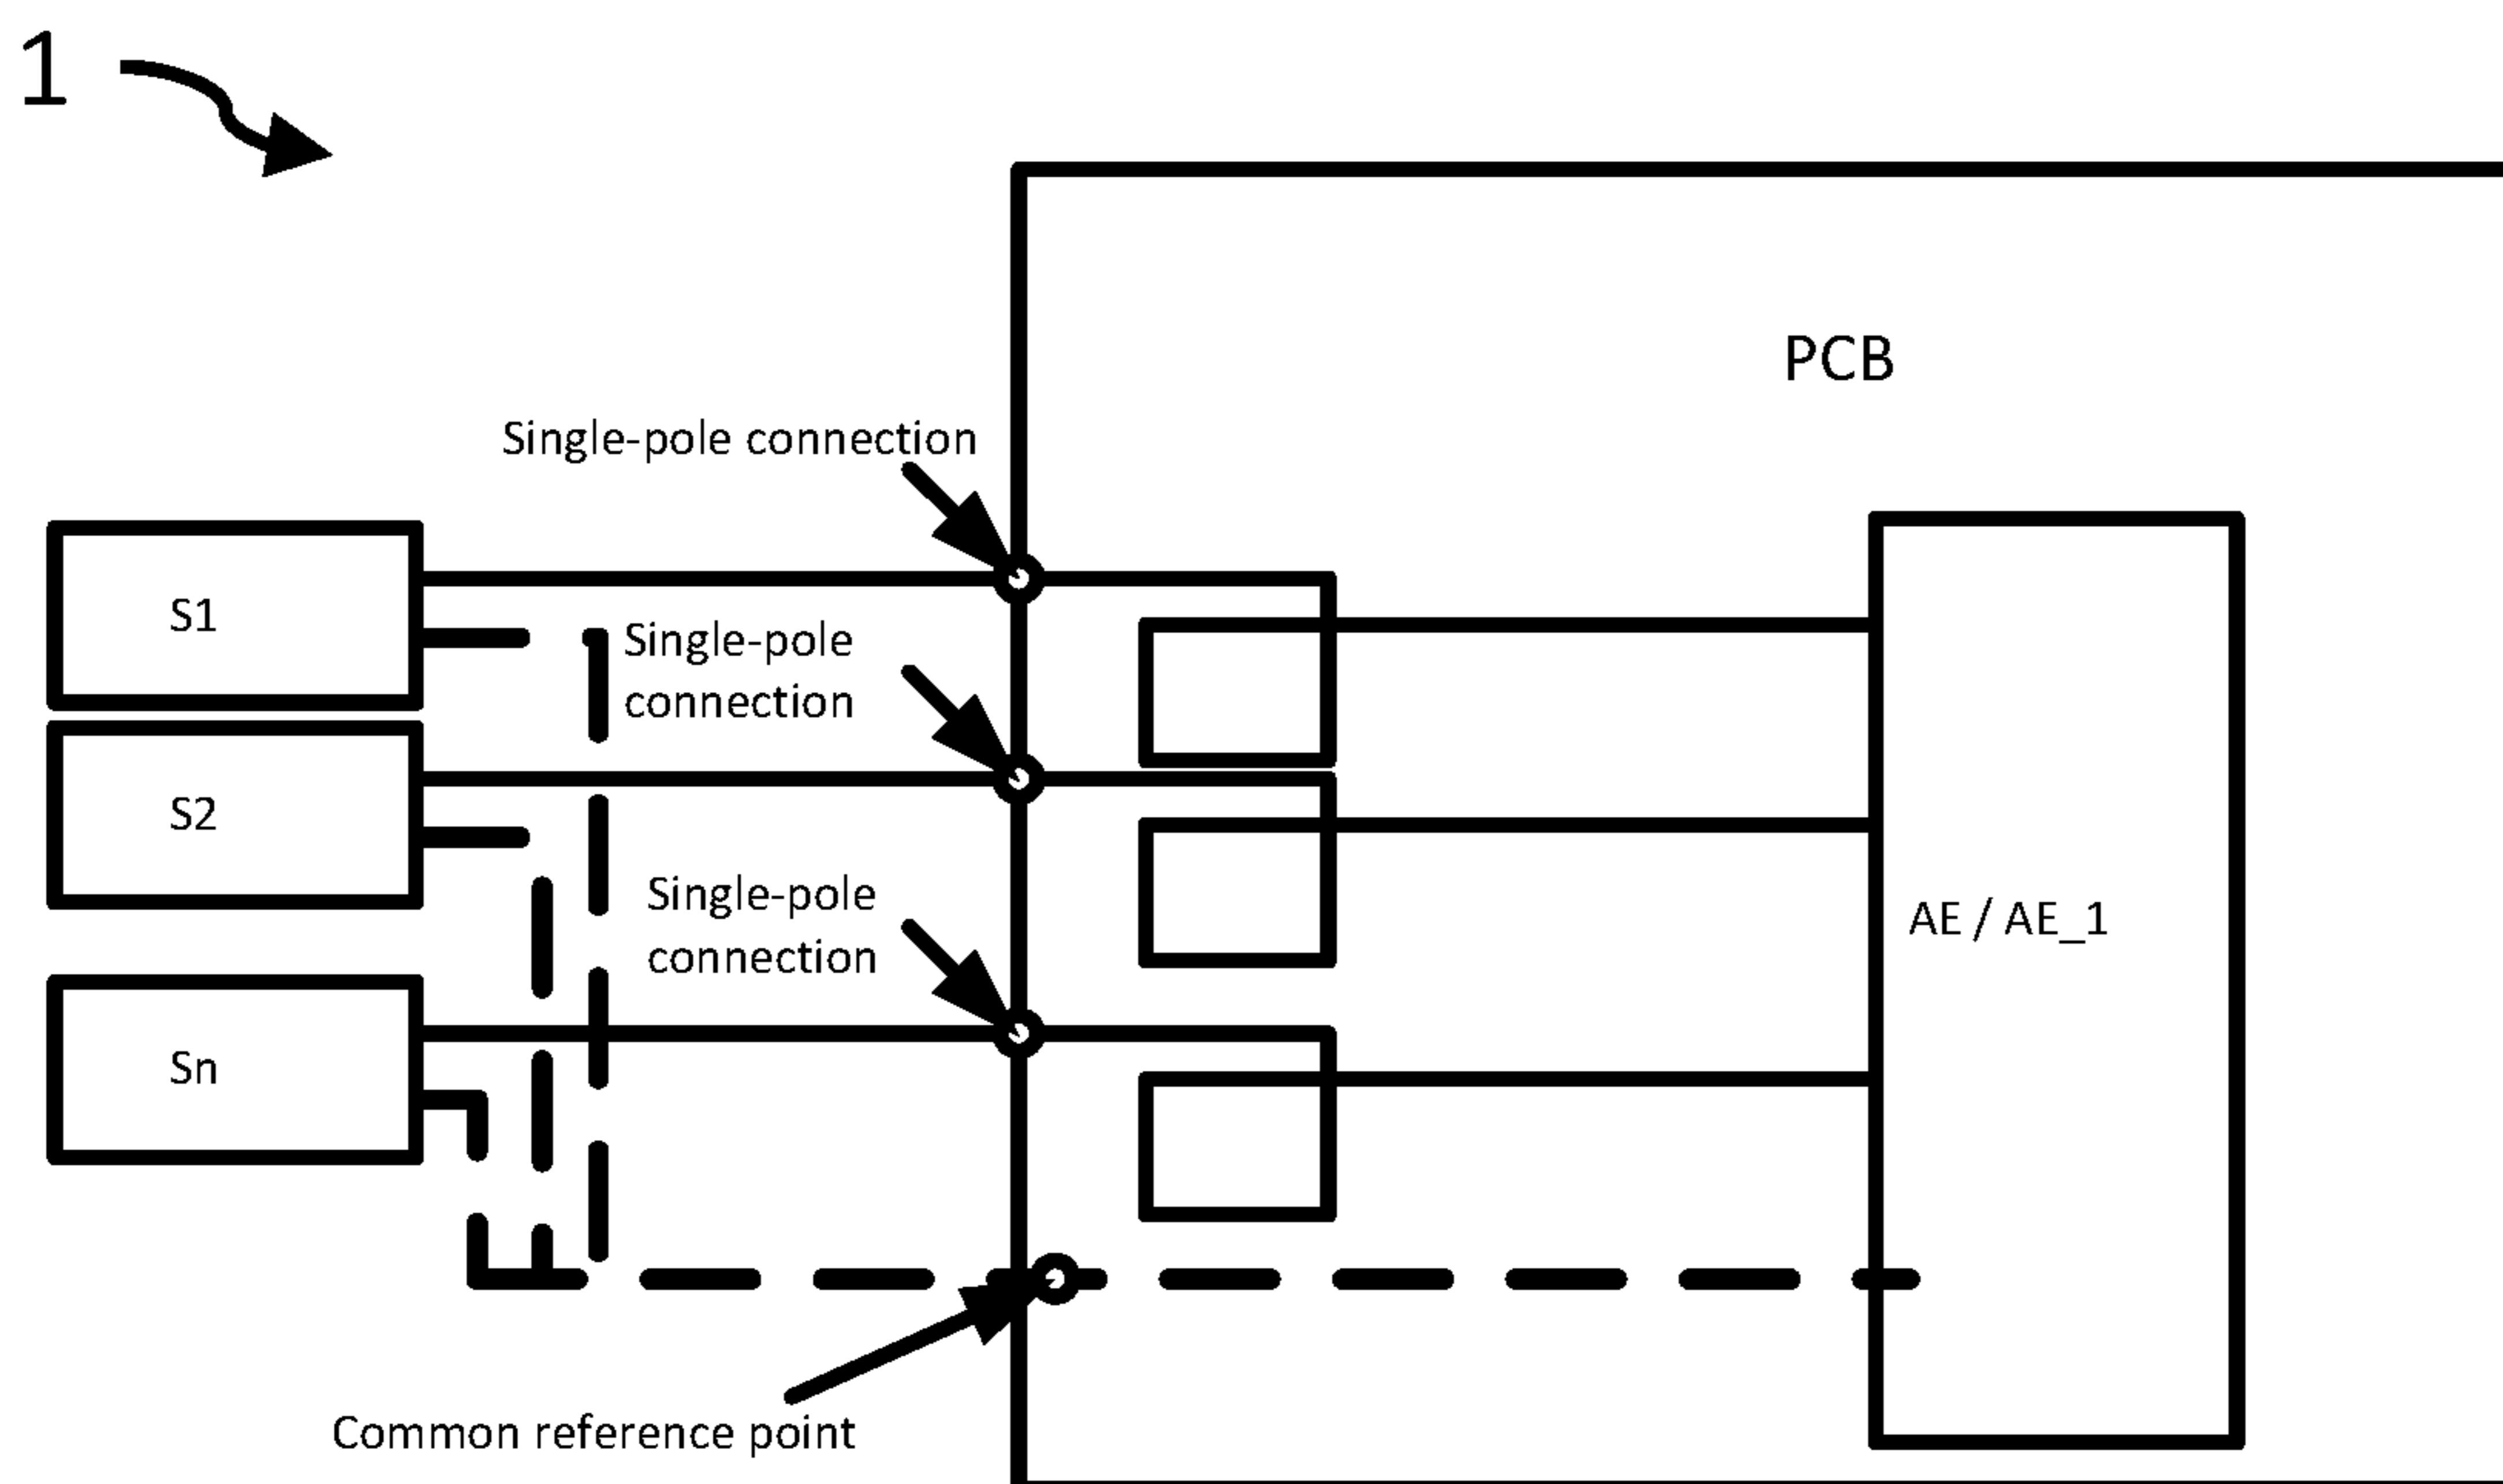 1
PCB
Single-pole connection
S1
Single-pole
connection
S2
Single-pole
connection
AE / AE_1
Sn
Common reference point